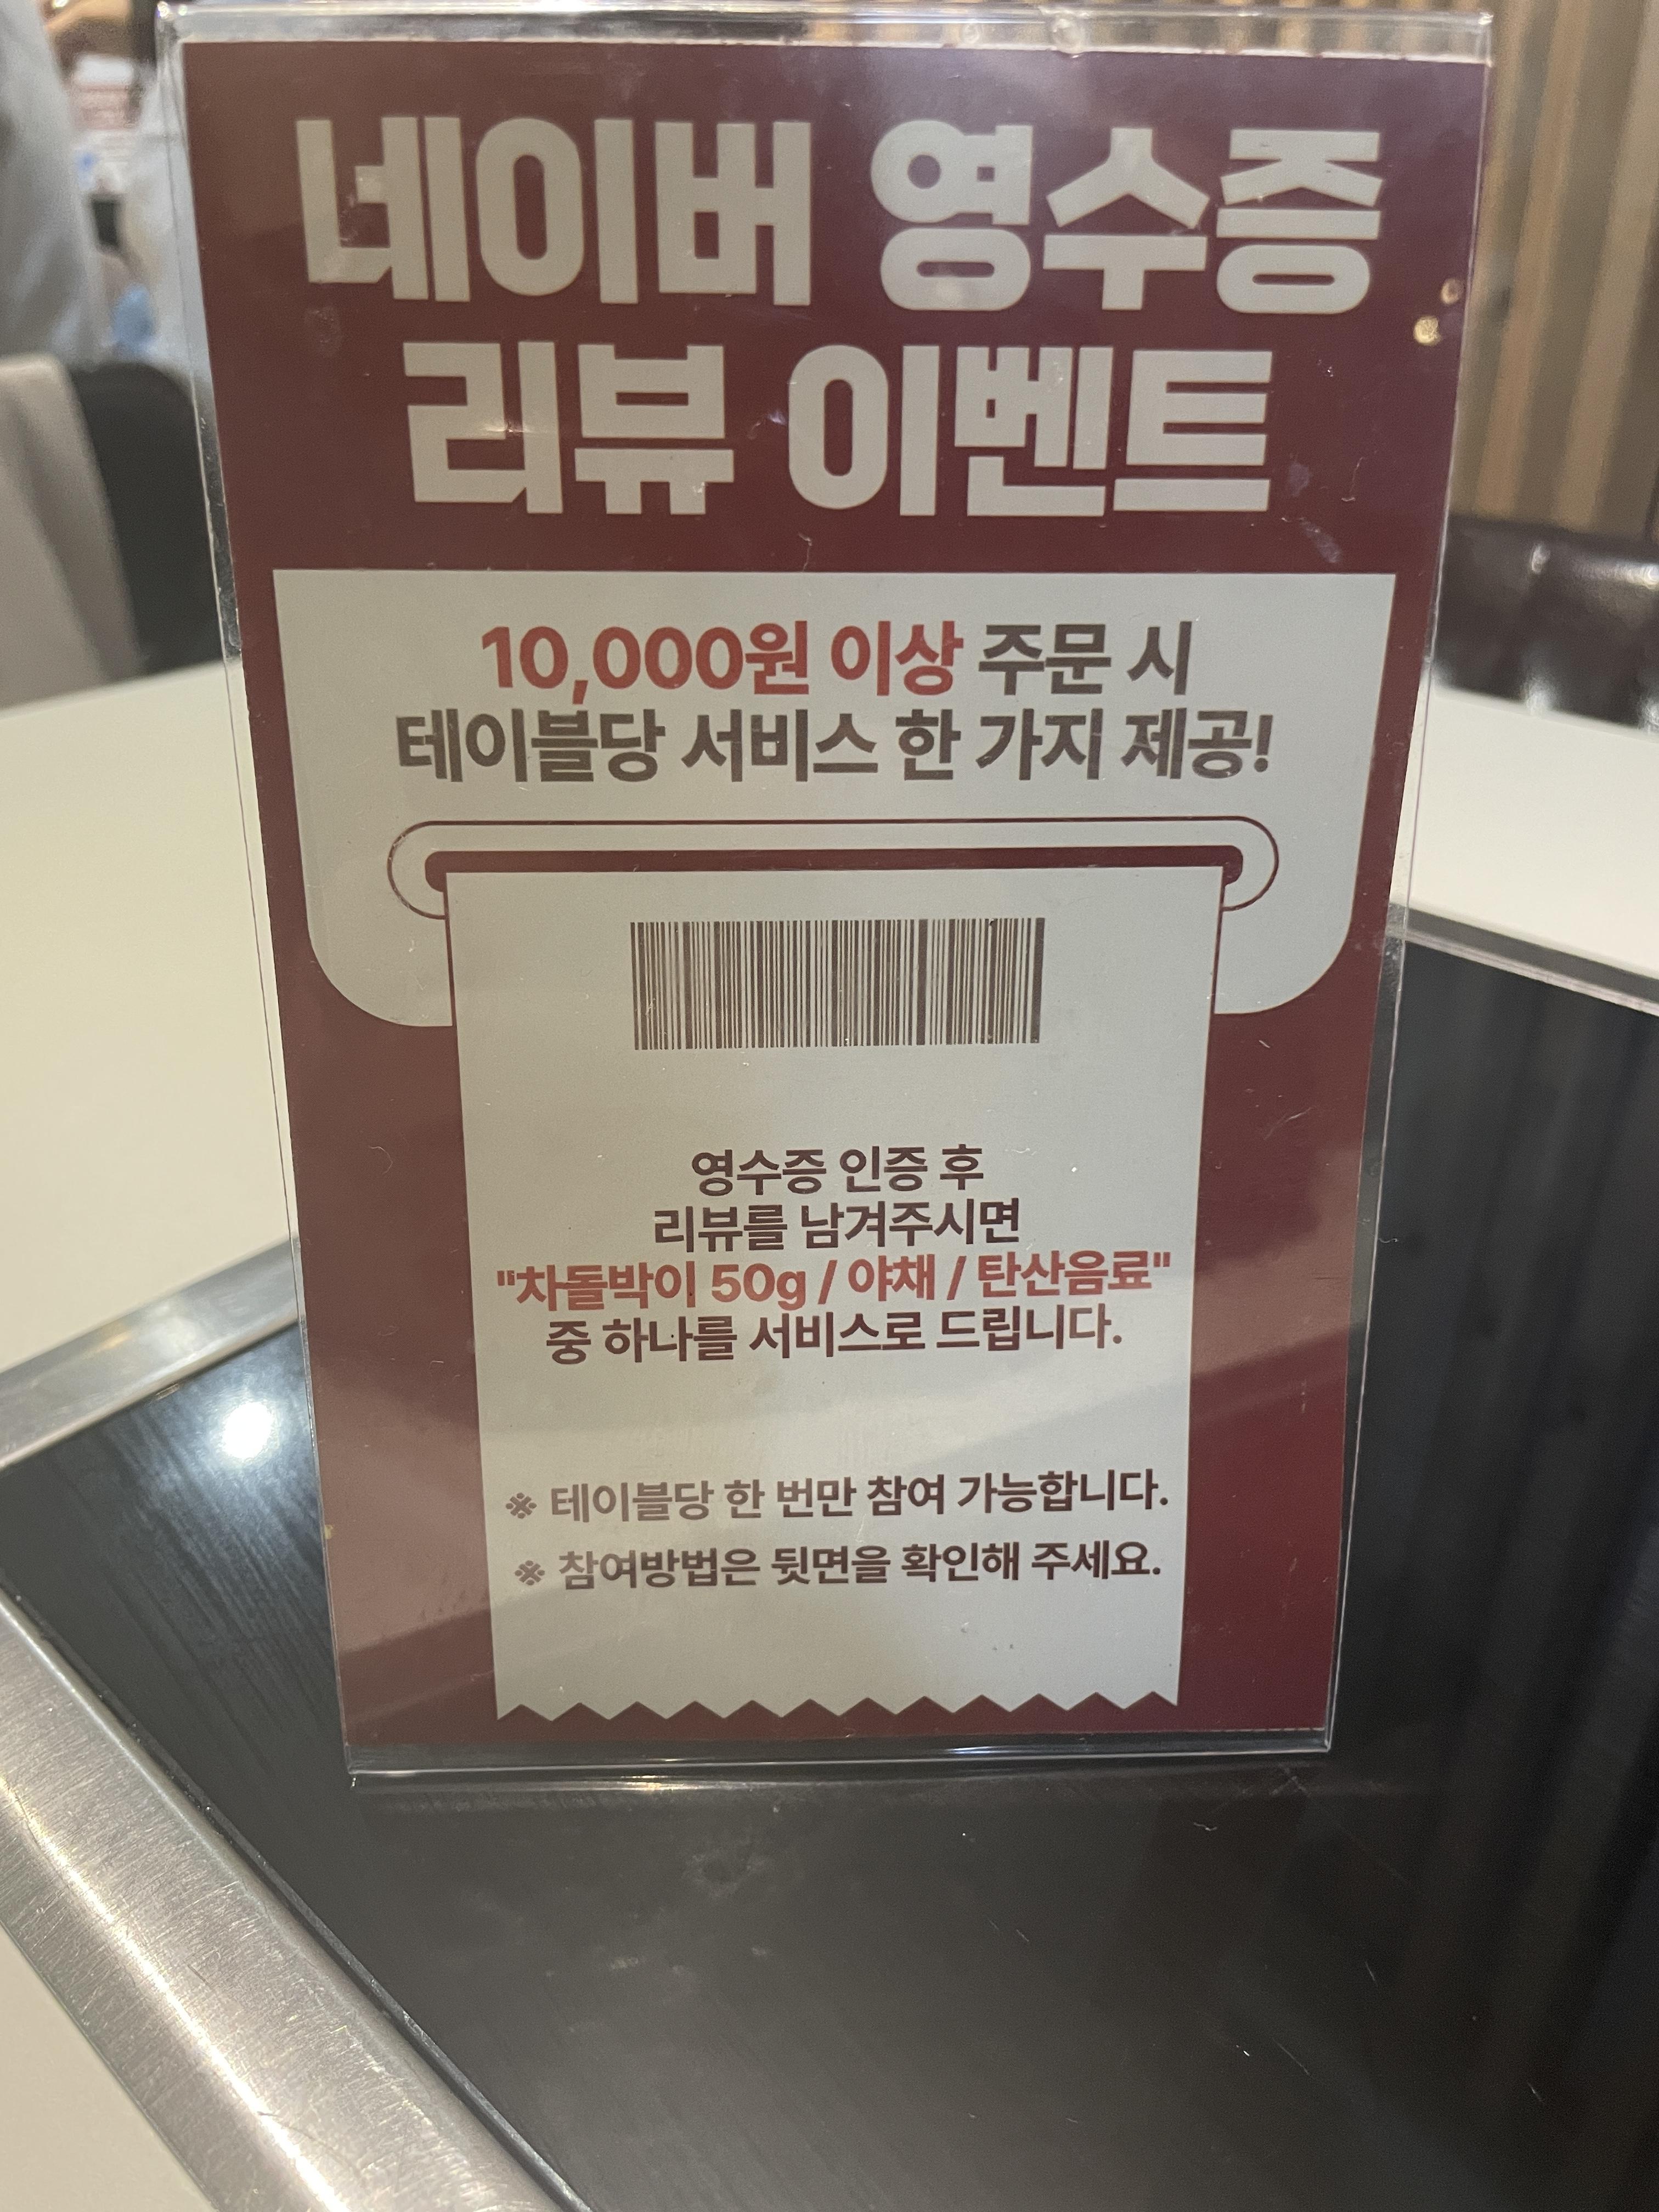 네이버 영수증
리뷰 이벤트
10,000원 이상 주문 시
테이블당 서비스 한 가지 제공!
영수증 인증 후
리뷰를 남겨주시면
"차돌박이 50g / 야채 / 탄산음료"
중 하나를 서비스로 드립니다.
※ 테이블당 한 번만 참여 가능합니다.
※ 참여방법은 뒷면을 확인해 주세요.